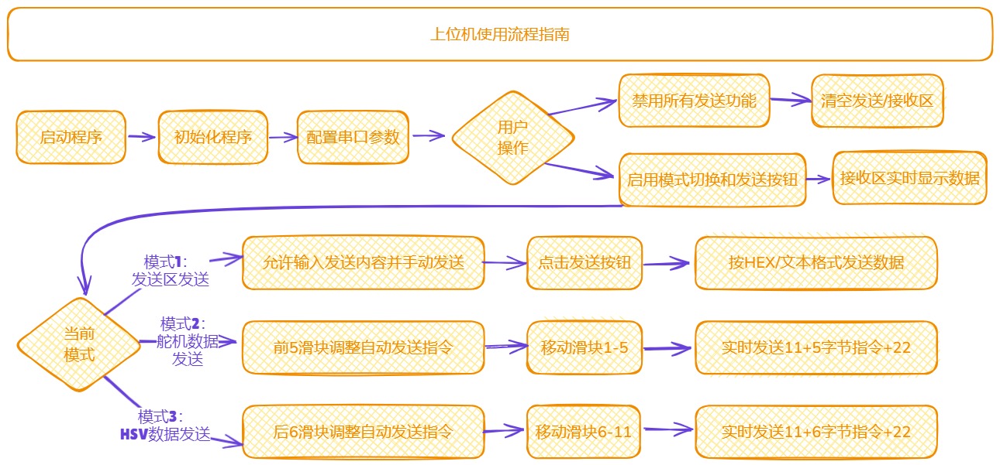 上位机使用流程指南
启动程序
初始化程序
配置串口参数
用户
操作
禁用所有发送功能
清空发送/接收区
启用模式切换和发送按钮
接收区实时显示数据
当前
模式
模式1：
发送区发送
允许输入发送内容并手动发送
点击发送按钮
按HEX/文本格式发送数据
模式2：
舵机数据
发送
前5滑块调整自动发送指令
移动滑块1-5
实时发送11+5字节指令+22
模式3：
HSV数据发送
后6滑块调整自动发送指令
移动滑块6-11
实时发送11+6字节指令+22